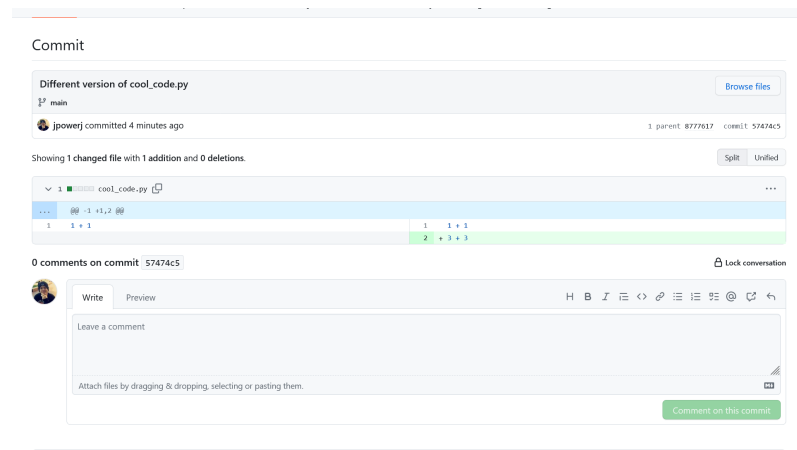 Commit
Different version of cool_code.py
Browse files
main
jpowerj committed 4 minutes ago
1 parent 8777617 commit 57474c5
Showing 1 changed file with 1 addition and 0 deletions.
Split Unified
1 cool_code.py
... @@ -1 +1,2 @@
1 1 + 1 1 1 + 1
2 + 3 + 3
0 comments on commit 57474c5
Lock conversation
Write Preview
Leave a comment
Attach files by dragging & dropping, selecting or pasting them.
Comment on this commit